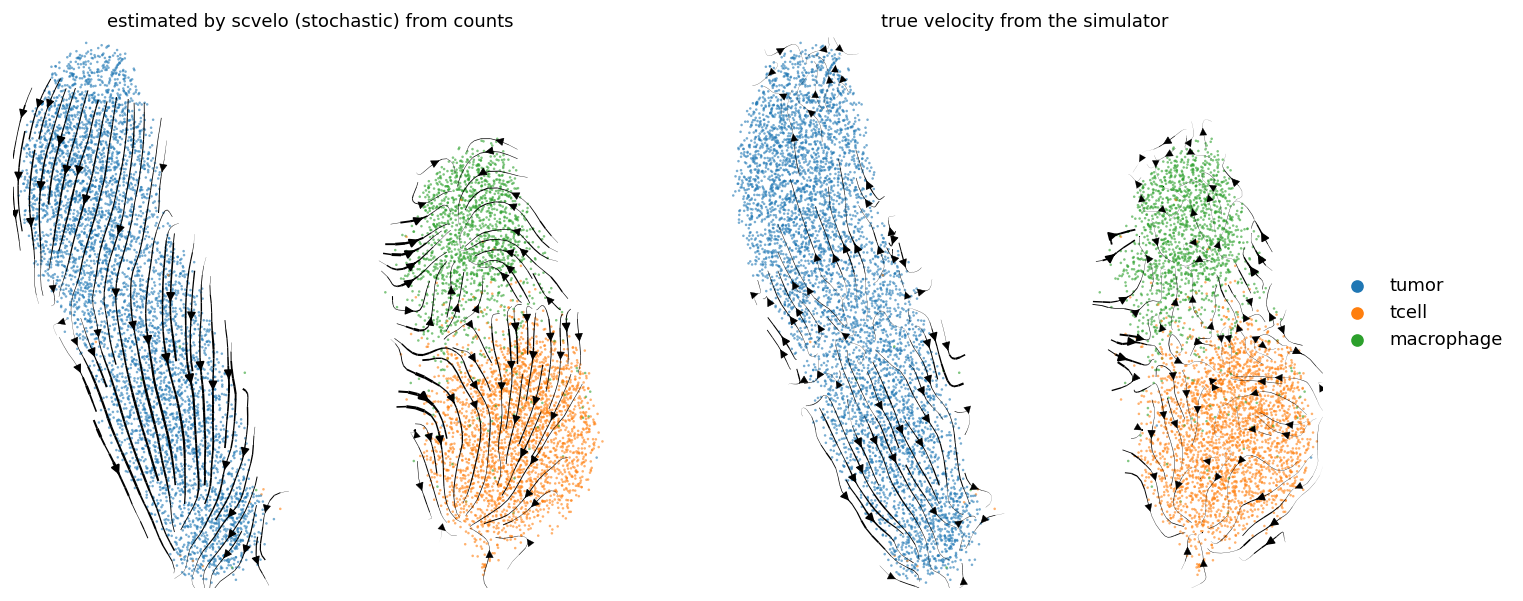 estimated by scvelo (stochastic) from counts
true velocity from the simulator
tumor
tcell
macrophage